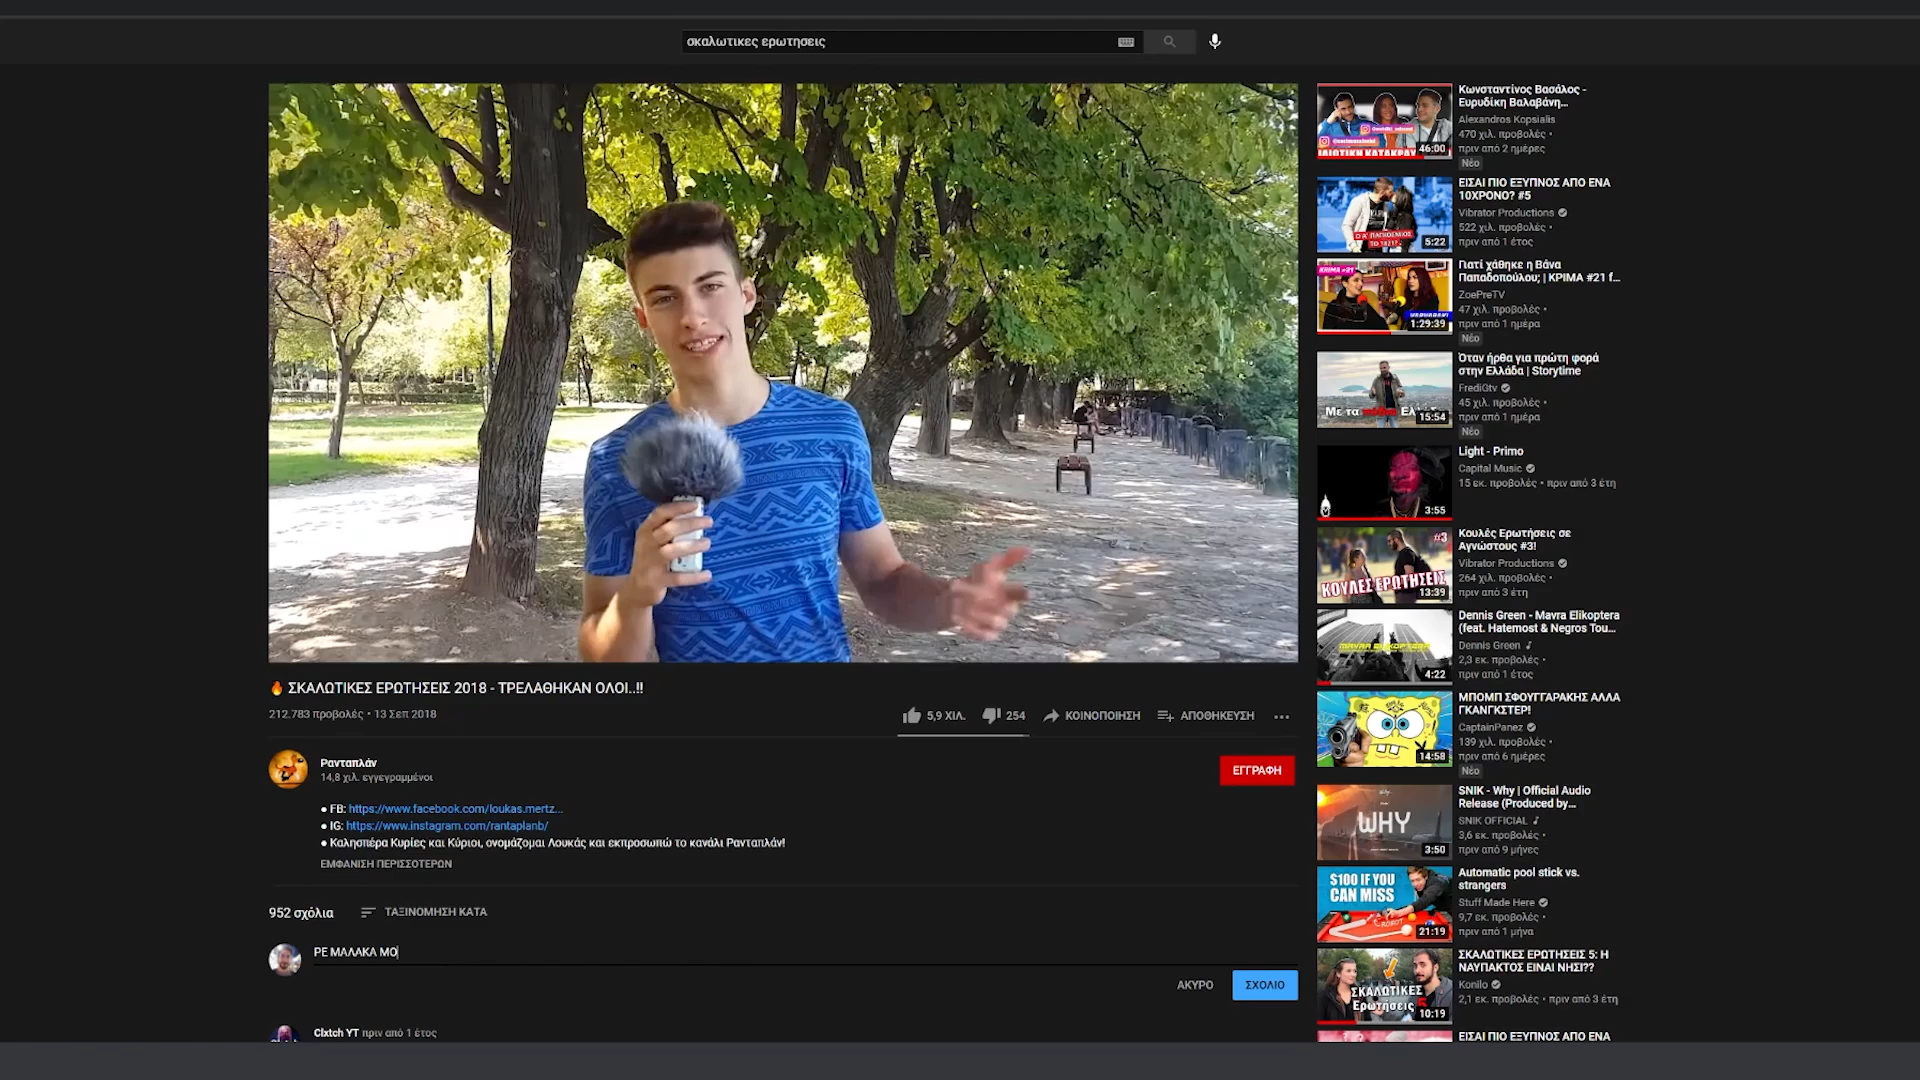 σκαλωτικες ερωτησεις
🔥 ΣΚΑΛΩΤΙΚΕΣ ΕΡΩΤΗΣΕΙΣ 2018 - ΤΡΕΛΑΘΗΚΑΝ ΟΛΟΙ..!!
212.783 προβολές • 13 Σεπ 2018
5,9 ΧΙΛ.
254
ΚΟΙΝΟΠΟΙΗΣΗ
ΑΠΟΘΗΚΕΥΣΗ
Ρανταπλάν
14,8 χιλ. εγγεγραμμένοι
ΕΓΓΡΑΦΗ
● FB: https://www.facebook.com/loukas.mertz...
● IG: https://www.instagram.com/rantaplanb/
● Καλησπέρα Κυρίες και Κύριοι, ονομάζομαι Λουκάς και εκπροσωπώ το κανάλι Ρανταπλάν!
ΕΜΦΑΝΙΣΗ ΠΕΡΙΣΣΟΤΕΡΩΝ
952 σχόλια
ΤΑΞΙΝΟΜΗΣΗ ΚΑΤΑ
ΡΕ ΜΑΛΑΚΑ ΜΟ
ΑΚΥΡΟ
ΣΧΟΛΙΟ
Clxtch YT πριν από 1 έτος
46:00
Κωνσταντίνος Βασάλος -
Ευρυδίκη Βαλαβάνη...
Alexandros Kopsialis
470 χιλ. προβολές •
πριν από 2 ημέρες
Νέο
5:22
ΕΙΣΑΙ ΠΙΟ ΕΞΥΠΝΟΣ ΑΠΟ ΕΝΑ
10ΧΡΟΝΟ? #5
Vibrator Productions
522 χιλ. προβολές •
πριν από 1 έτος
ΚΡΙΜΑ #21
1:29:39
Γιατί χάθηκε η Βάνα
Παπαδοπούλου; | ΚΡΙΜΑ #21 f...
ZoePreTV
47 χιλ. προβολές •
πριν από 1 ημέρα
Νέο
Με τα
15:54
Όταν ήρθα για πρώτη φορά
στην Ελλάδα | Storytime
FrediGtv
45 χιλ. προβολές •
πριν από 1 ημέρα
Νέο
3:55
Light - Primo
Capital Music
15 εκ. προβολές • πριν από 3 έτη
#3
ΚΟΥΛΕΣ ΕΡΩΤΗΣΕΙΣ
13:39
Κουλές Ερωτήσεις σε
Αγνώστους #3!
Vibrator Productions
264 χιλ. προβολές •
πριν από 3 έτη
MAVRA ELIKOPTERA
4:22
Dennis Green - Mavra Elikoptera
(feat. Hatemost & Negros Tou...
Dennis Green
2,3 εκ. προβολές •
πριν από 1 έτος
14:58
ΜΠΟΜΠ ΣΦΟΥΓΓΑΡΑΚΗΣ ΑΛΛΑ
ΓΚΑΝΓΚΣΤΕΡ!
CaptainPanez
139 χιλ. προβολές •
πριν από 6 ημέρες
Νέο
WHY
3:50
SNIK - Why | Official Audio
Release (Produced by...
SNIK OFFICIAL
3,6 εκ. προβολές •
πριν από 9 μήνες
$100 IF YOU
CAN MISS
ROBOT
21:19
Automatic pool stick vs.
strangers
Stuff Made Here
9,7 εκ. προβολές •
πριν από 1 μήνα
ΣΚΑΛΩΤΙΚΕΣ
Ερωτησεις 5
10:19
ΣΚΑΛΩΤΙΚΕΣ ΕΡΩΤΗΣΕΙΣ 5: Η
ΝΑΥΠΑΚΤΟΣ ΕΙΝΑΙ ΝΗΣΙ??
Konilo
2,1 εκ. προβολές • πριν από 3 έτη
ΕΙΣΑΙ ΠΙΟ ΕΞΥΠΝΟΣ ΑΠΟ ΕΝΑ